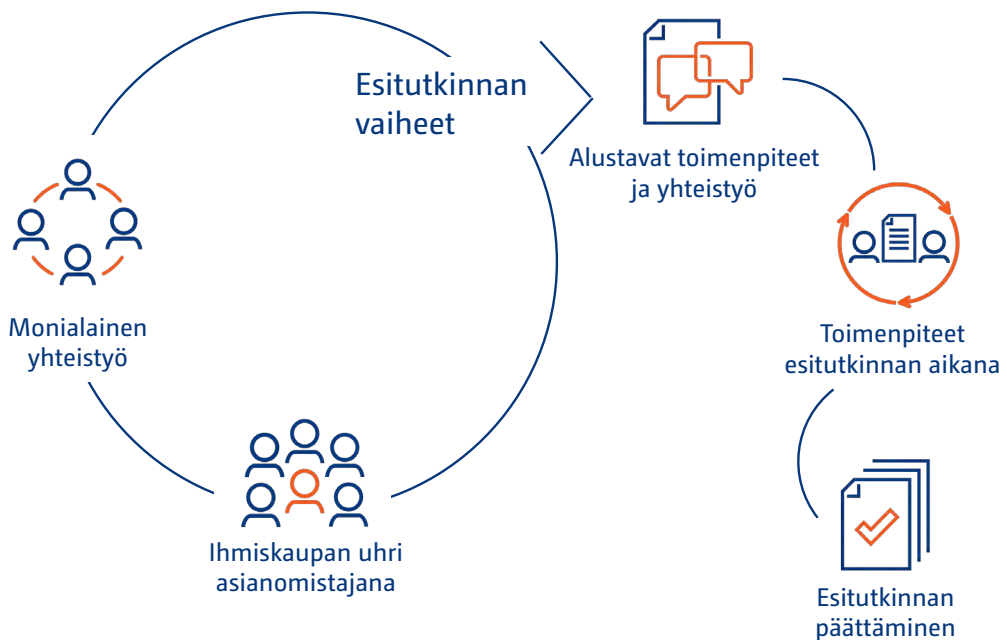 Esitutkinnan
vaiheet
Alustavat toimenpiteet
ja yhteistyö
Toimenpiteet
esitutkinnan aikana
Esitutkinnan
päättäminen
Ihmiskaupan uhri
asianomistajana
Monialainen
yhteistyö